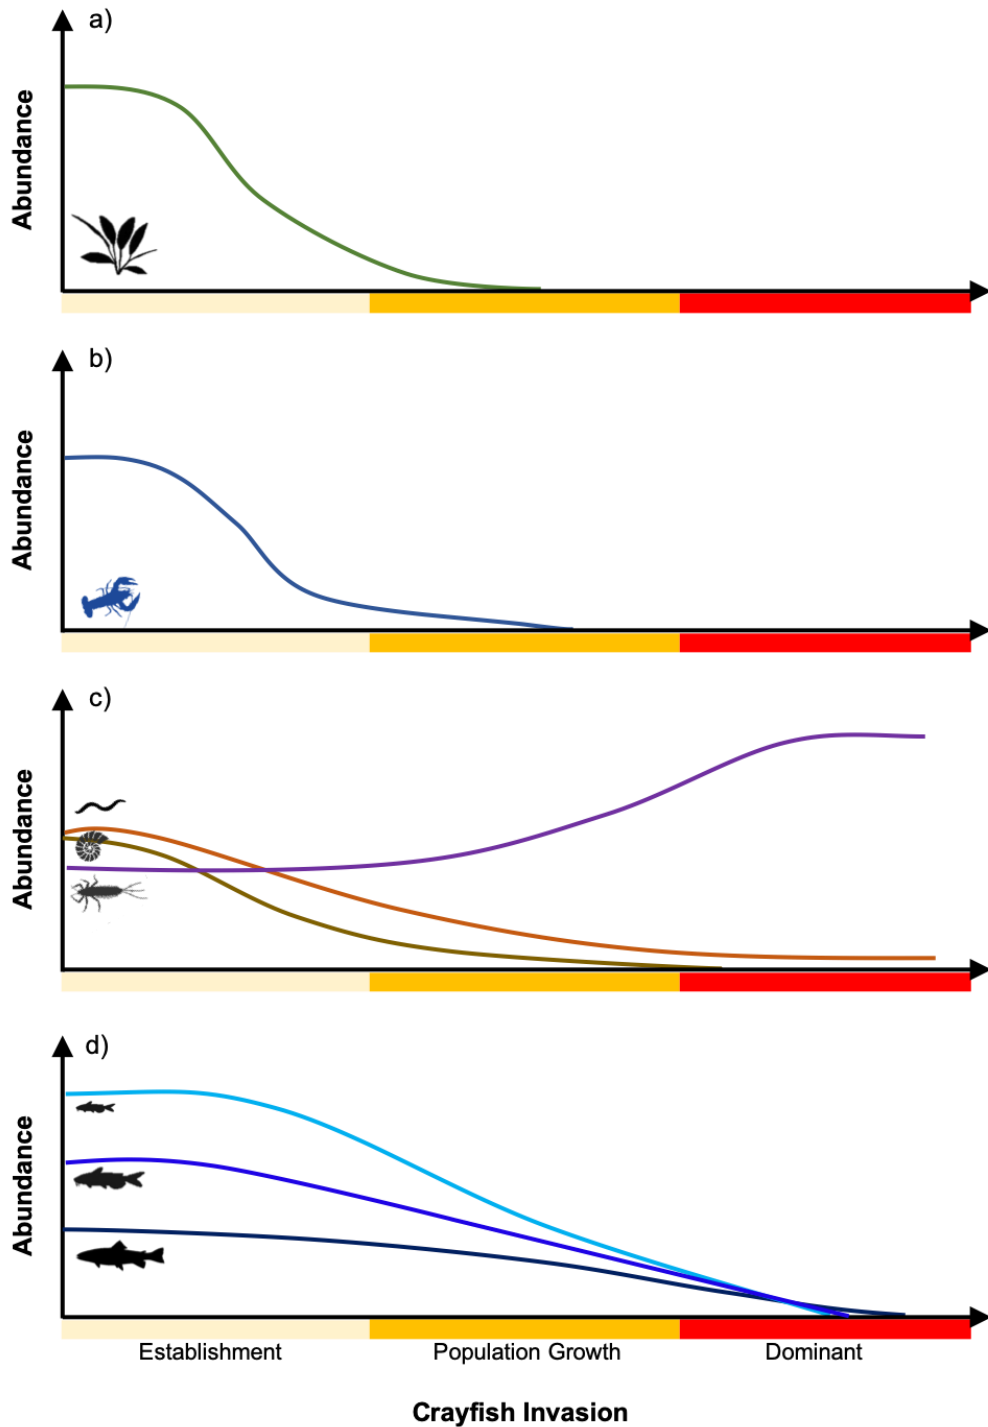 a)
Abundance
b)
Abundance
c)
Abundance
d)
Abundance
Establishment Population Growth Dominant
Crayfish Invasion